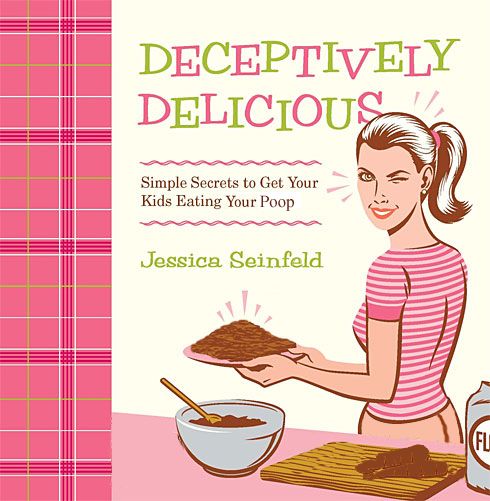 DECEPTIVELY
DELICIOUS
Simple Secrets to Get Your
Kids Eating Your Poop
Jessica Seinfeld
FL